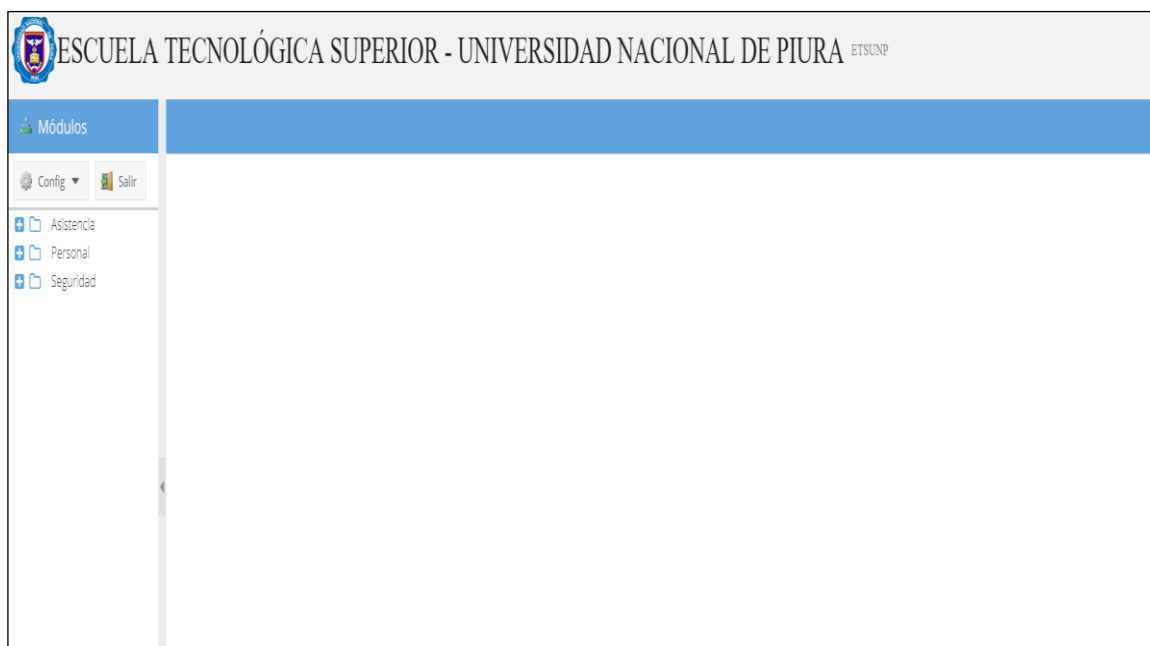 ESCUELA TECNOLÓGICA SUPERIOR - UNIVERSIDAD NACIONAL DE PIURA ETSUNP
Módulos
Config Salir
Asistencia
Personal
Seguridad